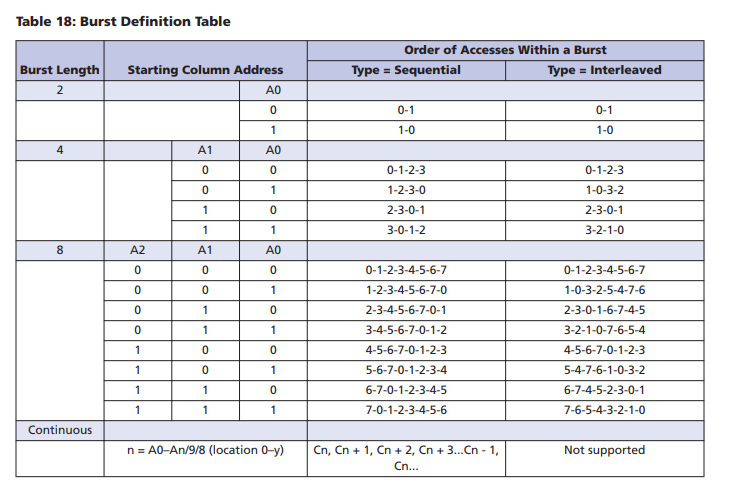 Table 18: Burst Definition Table
Order of Accesses Within a Burst
Burst Length Starting Column Address Type = Sequential Type = Interleaved
2 A0
0 0-1 0-1
1 1-0 1-0
4 A1 A0
0 0 0-1-2-3 0-1-2-3
0 1 1-2-3-0 1-0-3-2
1 0 2-3-0-1 2-3-0-1
1 1 3-0-1-2 3-2-1-0
8 A2 A1 A0
0 0 0 0-1-2-3-4-5-6-7 0-1-2-3-4-5-6-7
0 0 1 1-2-3-4-5-6-7-0 1-0-3-2-5-4-7-6
0 1 0 2-3-4-5-6-7-0-1 2-3-0-1-6-7-4-5
0 1 1 3-4-5-6-7-0-1-2 3-2-1-0-7-6-5-4
1 0 0 4-5-6-7-0-1-2-3 4-5-6-7-0-1-2-3
1 0 1 5-6-7-0-1-2-3-4 5-4-7-6-1-0-3-2
1 1 0 6-7-0-1-2-3-4-5 6-7-4-5-2-3-0-1
1 1 1 7-0-1-2-3-4-5-6 7-6-5-4-3-2-1-0
Continuous
n = A0–An/9/8 (location 0–y) Cn, Cn + 1, Cn + 2, Cn + 3...Cn - 1, Not supported
Cn...